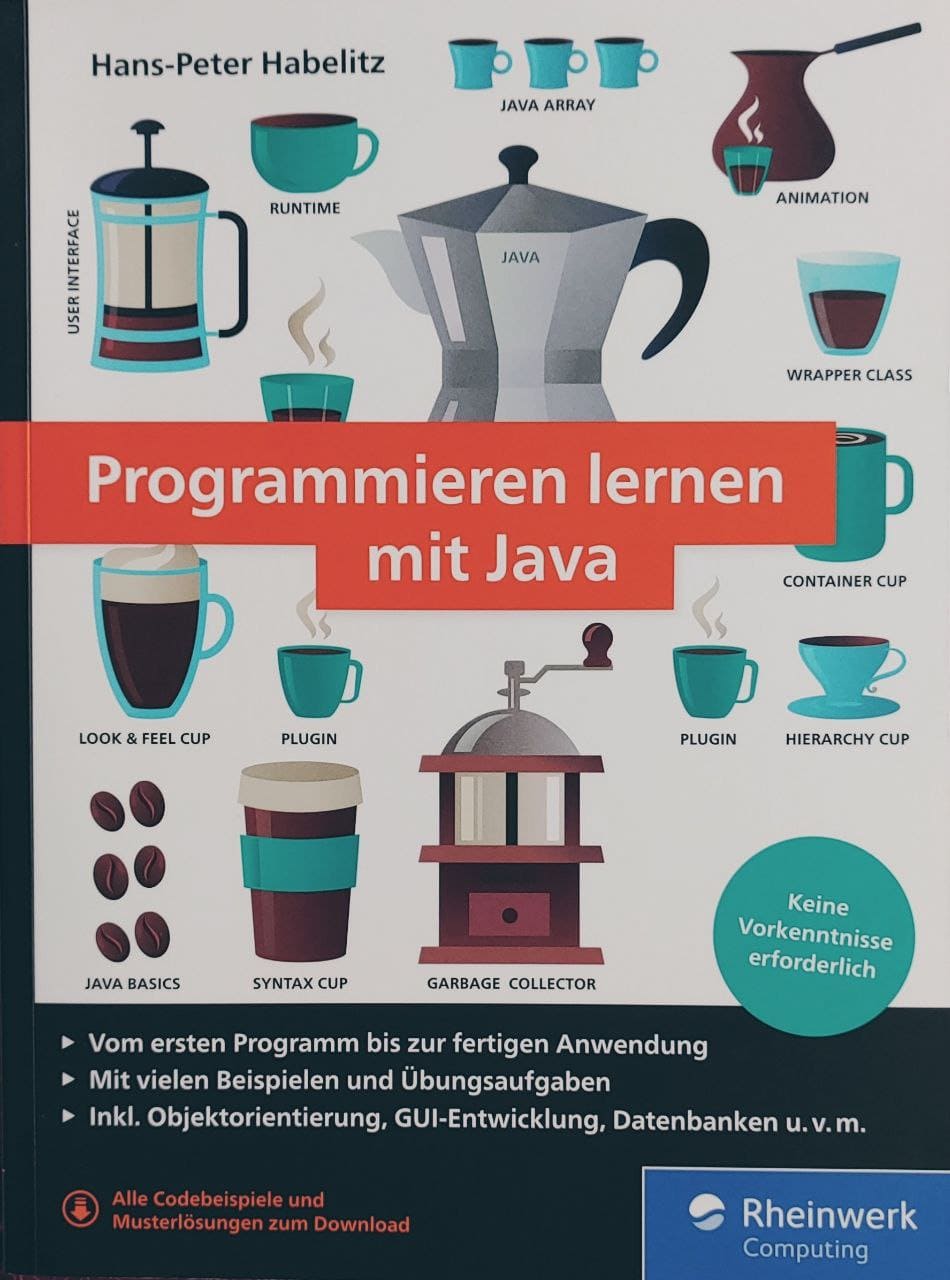 Hans-Peter Habelitz
JAVA ARRAY
ANIMATION
RUNTIME
USER INTERFACE
JAVA
WRAPPER CLASS
Programmieren lernen
mit Java
CONTAINER CUP
LOOK & FEEL CUP
PLUGIN
PLUGIN
HIERARCHY CUP
JAVA BASICS
SYNTAX CUP
GARBAGE COLLECTOR
Keine
Vorkenntnisse
erforderlich
Vom ersten Programm bis zur fertigen Anwendung
Mit vielen Beispielen und Übungsaufgaben
Inkl. Objektorientierung, GUI-Entwicklung, Datenbanken u. v. m.
Alle Codebeispiele und
Musterlösungen zum Download
Rheinwerk
Computing